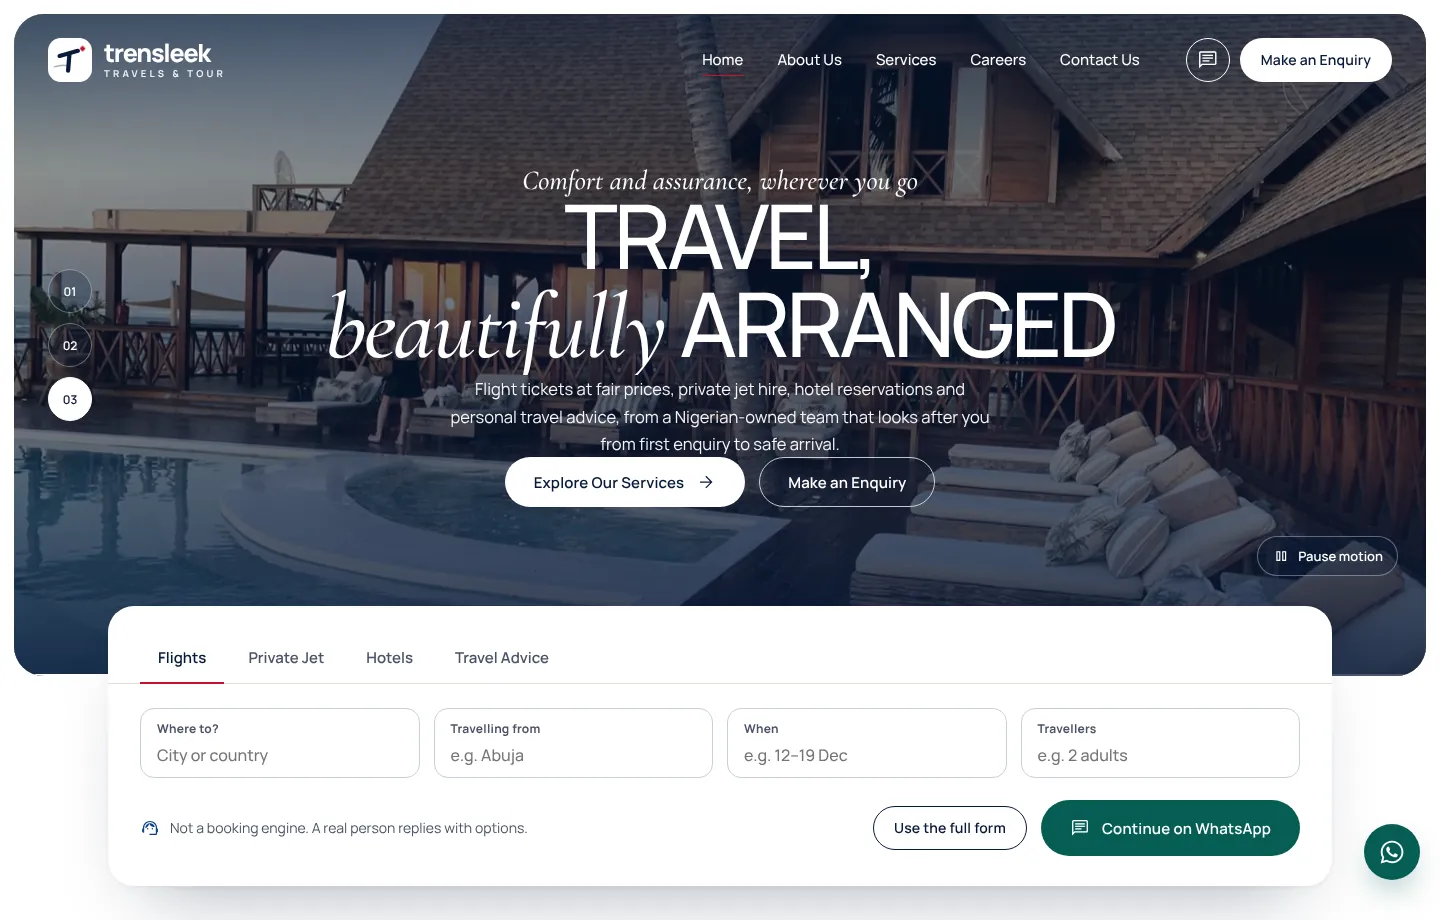 trensleek
TRAVELS & TOUR
Home
About Us
Services
Careers
Contact Us
Make an Enquiry
Comfort and assurance, wherever you go
TRAVEL,
beautifully ARRANGED
01
02
03
Flight tickets at fair prices, private jet hire, hotel reservations and
personal travel advice, from a Nigerian-owned team that looks after you
from first enquiry to safe arrival.
Explore Our Services
Make an Enquiry
Pause motion
Flights
Private Jet
Hotels
Travel Advice
Where to?
City or country
Travelling from
e.g. Abuja
When
e.g. 12–19 Dec
Travellers
e.g. 2 adults
Not a booking engine. A real person replies with options.
Use the full form
Continue on WhatsApp